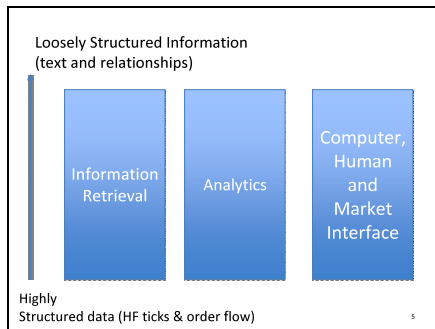 Loosely Structured Information
(text and relationships)
Information
Retrieval
Analytics
Computer,
Human
and
Market
Interface
Highly
Structured data (HF ticks & order flow)
5